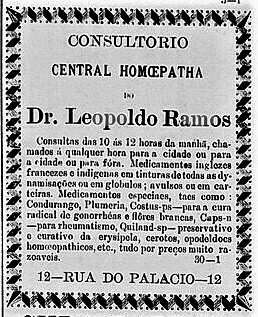 CONSULTORIO
CENTRAL HOMŒPATHA
DO
Dr. Leopoldo Ramos
Consultas das 10 ás 12 horas da manhã, cha-
mados á qualquer hora para a cidade ou para
a cidade ou para fóra. Medicamentos inglezes
francezes e indigenas em tinturas de todas as dy-
namisações ou em globulos; avulsos ou em car-
teiras. Medicamentos especiaes, taes como:
Condurango, Plumeria, Costus-ps—para a cura
radical de gonorrhéas e flôres brancas, Caps-n
—para rheumatismo, Quiland-sp— preservativo
e curativo da erysipela, cerotos, opodeldocs
homœopathicos, etc., tudo por preços muito ra-
zoaveis. 30—1
12—RUA DO PALACIO—12